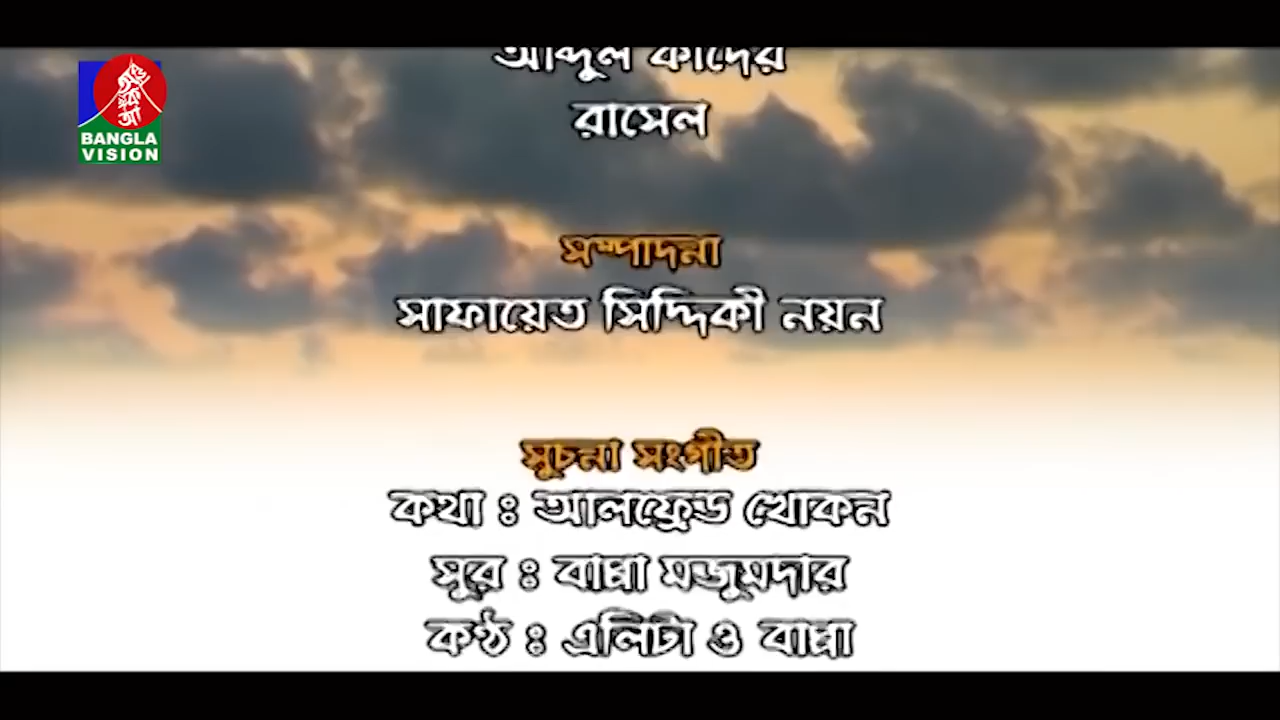 BANGLA
VISION
আব্দুল কাদের
রাসেল
সম্পাদনা
সাফায়েত সিদ্দিকী নয়ন
সূচনা সংগীত
কথা : আলফ্রেড খোকন
সুর : বাপ্পা মজুমদার
কণ্ঠ : এলিটা ও বাপ্পা